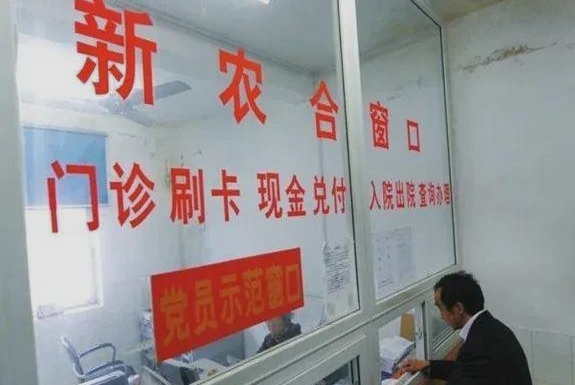 新农合窗口
门诊刷卡 现金兑付 入院出院 查询办理
党员示范窗口